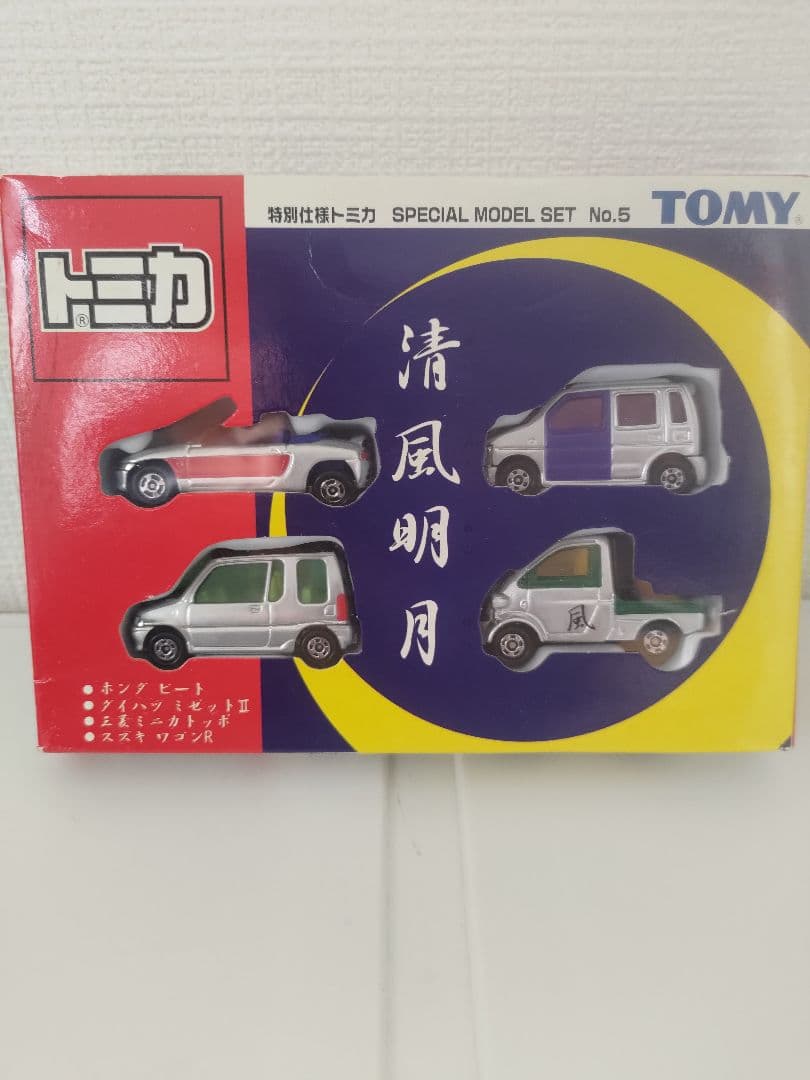 特別仕様トミカ SPECIAL MODEL SET No.5 TOMY®
トミカ®
清風明月
風
●ホンダ ビート
●ダイハツ ミゼットⅡ
●三菱ミニカトッポ
●スズキ ワゴンR